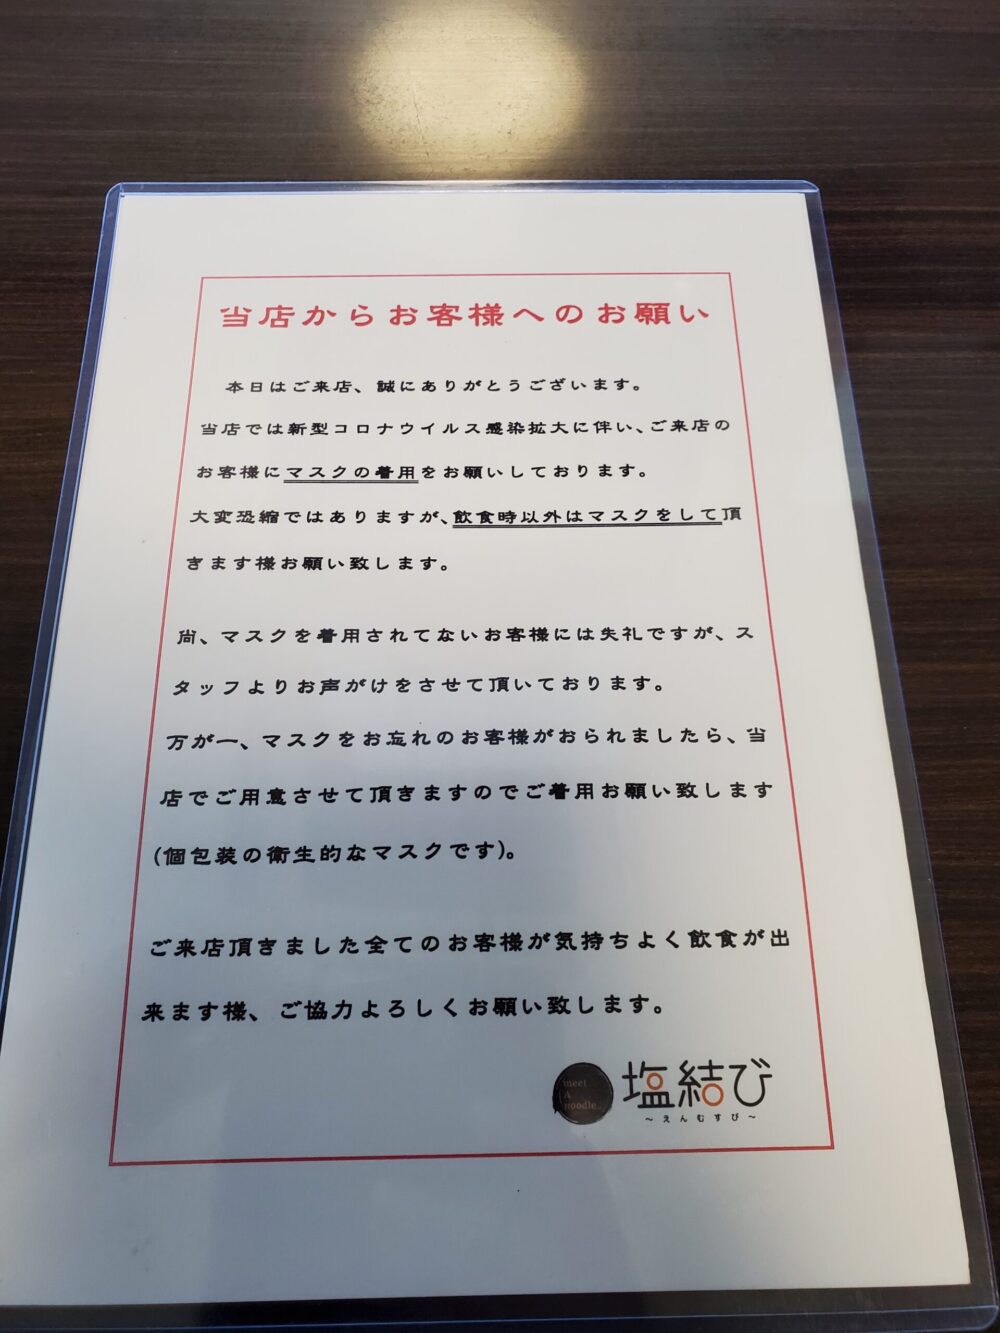 当店からお客様へのお願い
本日はご来店、誠にありがとうございます。
当店では新型コロナウイルス感染拡大に伴い、ご来店の
お客様にマスクの着用をお願いしております。
大変恐縮ではありますが、飲食時以外はマスクをして頂
きます様お願い致します。
尚、マスクを着用されてないお客様には失礼ですが、ス
タッフよりお声がけをさせて頂いております。
万が一、マスクをお忘れのお客様がおられましたら、当
店でご用意させて頂きますのでご着用お願い致します
(個包装の衛生的なマスクです)。
ご来店頂きました全てのお客様が気持ちよく飲食が出
来ます様、ご協力よろしくお願い致します。
meet
A
noodle.
塩結び
～えんむすび～